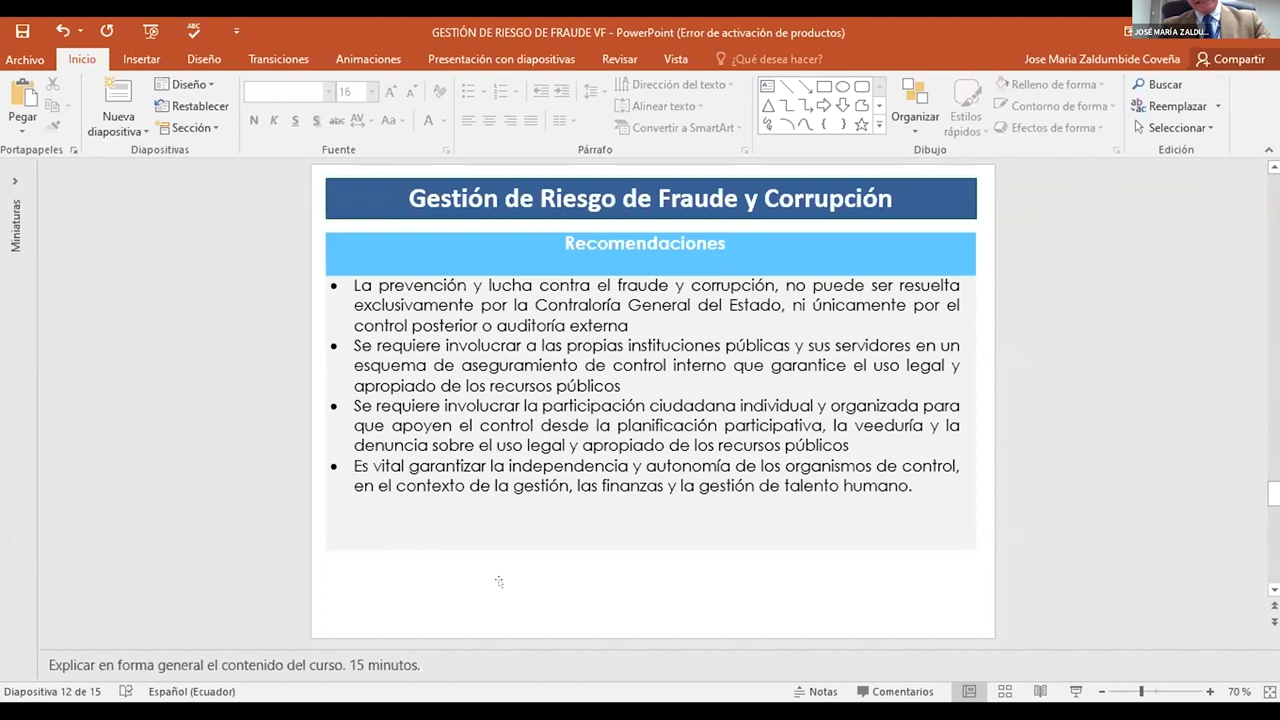 ABC
GESTIÓN DE RIESGO DE FRAUDE VF - PowerPoint (Error de activación de productos)
JOSÉ MARÍA ZALDU...
Archivo Inicio Insertar Diseño Transiciones Animaciones Presentación con diapositivas Revisar Vista ¿Qué desea hacer? Jose Maria Zaldumbide Coveña Compartir
Pegar
Nueva diapositiva
Diseño
Restablecer
Sección
16
A A
N K S S abc AV Aa A
Dirección del texto
Alinear texto
Convertir a SmartArt
Organizar
Estilos rápidos
Relleno de forma
Contorno de forma
Efectos de forma
Buscar
Reemplazar
Seleccionar
Portapapeles Diapositivas Fuente Párrafo Dibujo Edición
Miniaturas
Gestión de Riesgo de Fraude y Corrupción
Recomendaciones
• La prevención y lucha contra el fraude y corrupción, no puede ser resuelta
exclusivamente por la Contraloría General del Estado, ni únicamente por el
control posterior o auditoría externa
• Se requiere involucrar a las propias instituciones públicas y sus servidores en un
esquema de aseguramiento de control interno que garantice el uso legal y
apropiado de los recursos públicos
• Se requiere involucrar la participación ciudadana individual y organizada para
que apoyen el control desde la planificación participativa, la veeduría y la
denuncia sobre el uso legal y apropiado de los recursos públicos
• Es vital garantizar la independencia y autonomía de los organismos de control,
en el contexto de la gestión, las finanzas y la gestión de talento humano.
Explicar en forma general el contenido del curso. 15 minutos.
Diapositiva 12 de 15 Español (Ecuador) Notas Comentarios 70 %